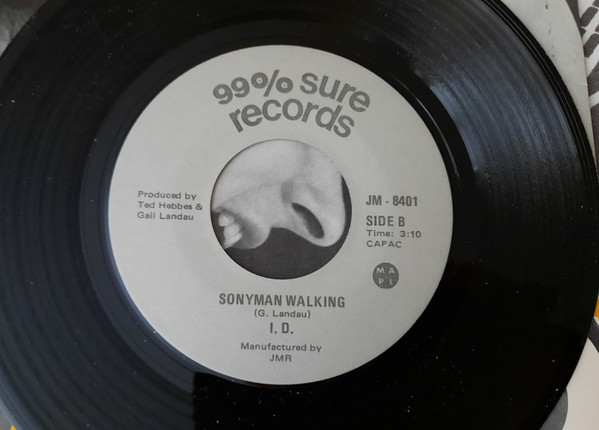 99% sure
records
Produced by
Ted Hebbes &
Gail Landau
JM - 8401
SIDE B
Time: 3:10
CAPAC
M A
P L
SONYMAN WALKING
(G. Landau)
I. D.
Manufactured by
JMR